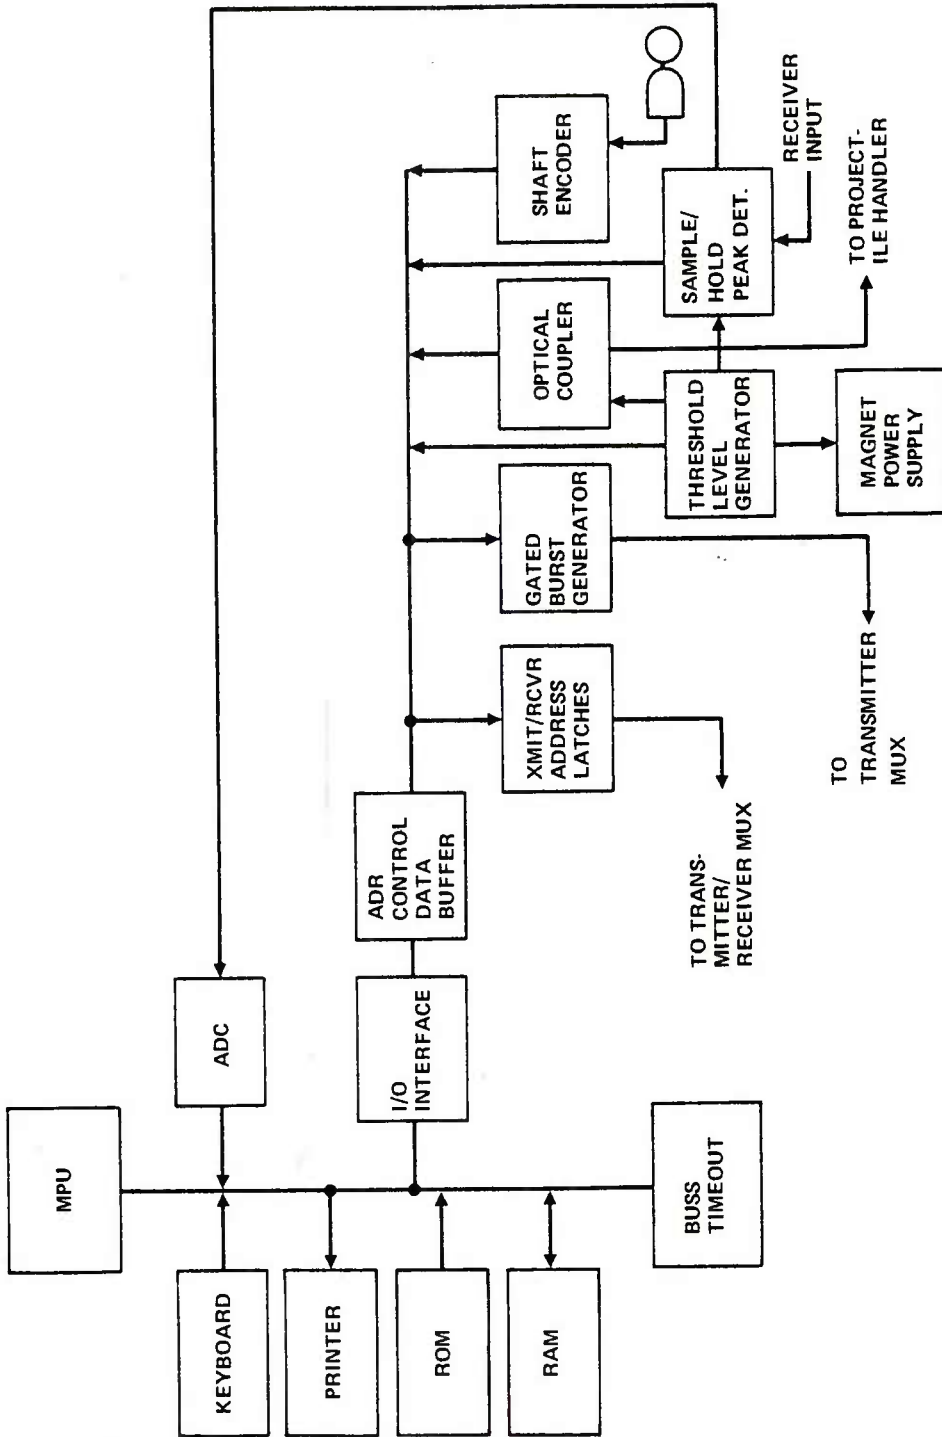 MPU
KEYBOARD
PRINTER
ROM
RAM
BUSS
TIMEOUT
ADC
I/O
INTERFACE
ADR
CONTROL
DATA
BUFFER
XMIT/RCVR
ADDRESS
LATCHES
TO TRANS-
MITTER/
RECEIVER MUX
GATED
BURST
GENERATOR
TO
TRANSMITTER
MUX
THRESHOLD
LEVEL
GENERATOR
MAGNET
POWER
SUPPLY
OPTICAL
COUPLER
TO PROJECT-
ILE HANDLER
SAMPLE/
HOLD
PEAK DET.
RECEIVER
INPUT
SHAFT
ENCODER